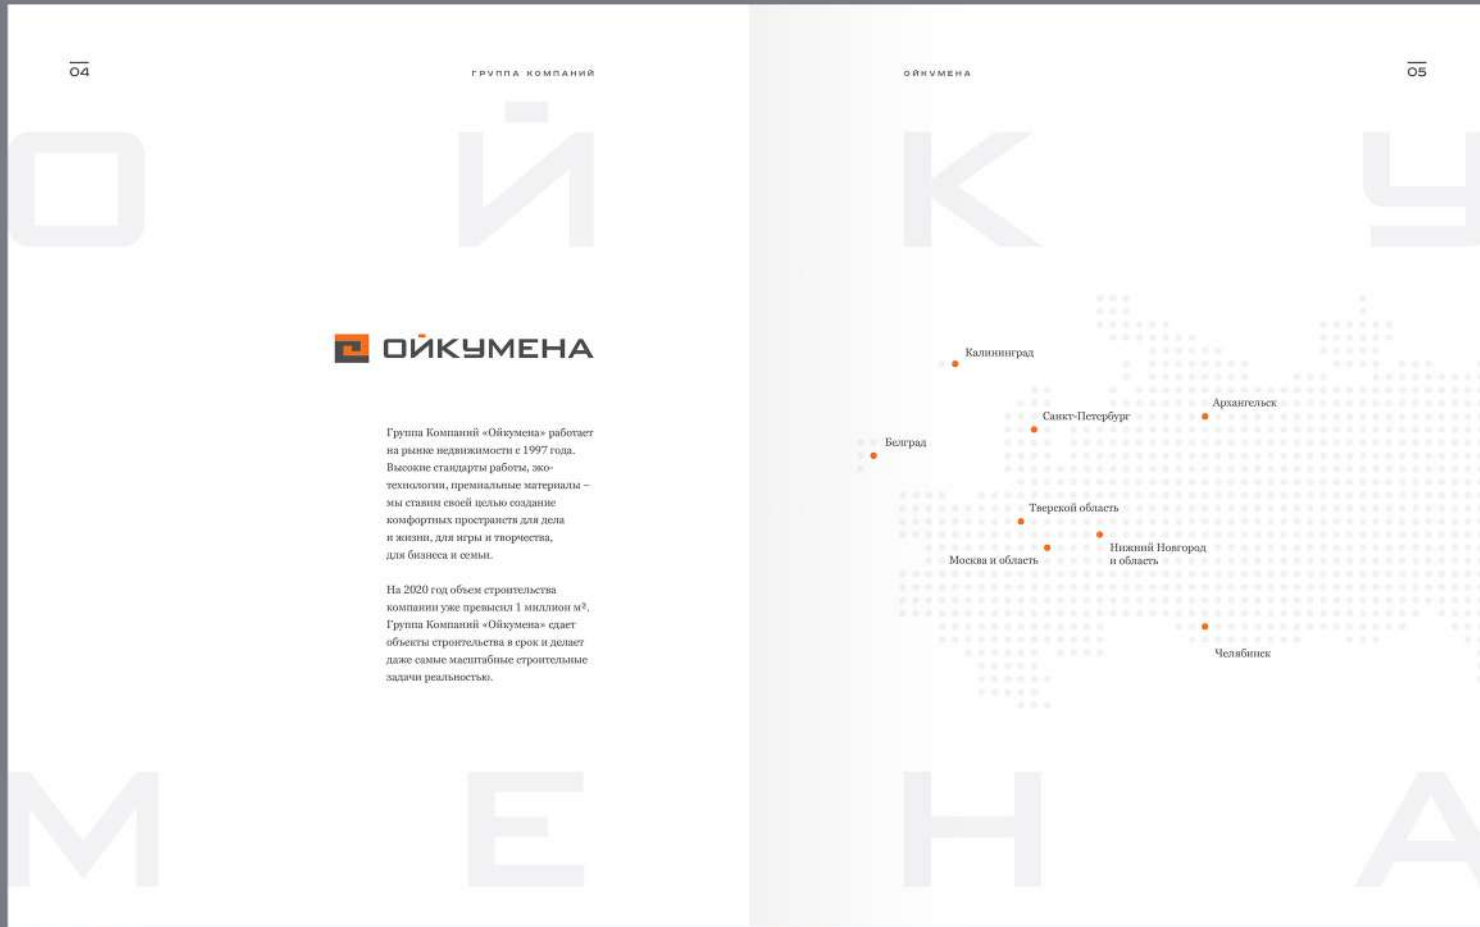 04
ГРУППА КОМПАНИЙ
ОЙКУМЕНА
05
О Й К У
ОЙКУМЕНА
Группа Компаний «Ойкумена» работает
на рынке недвижимости с 1997 года.
Высокие стандарты работы, эко-
технологии, премиальные материалы –
мы ставим своей целью создание
комфортных пространств для дела
и жизни, для игры и творчества,
для бизнеса и семьи.
На 2020 год объем строительства
компании уже превысил 1 миллион м².
Группа Компаний «Ойкумена» сдает
объекты строительства в срок и делает
даже самые масштабные строительные
задачи реальностью.
Калининград
Архангельск
Санкт-Петербург
Белград
Тверской область
Нижний Новгород
и область
Москва и область
Челябинск
М Е Н А